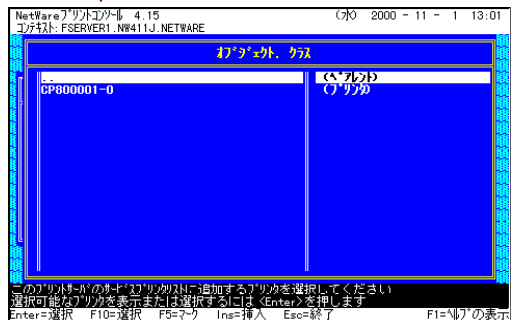 NetWareﾌﾟﾘﾝﾄｺﾝｿｰﾙ 4.15 (水) 2000 - 11 - 1 13:01
ｺﾝﾃｷｽﾄ: FSERVER1.NW411J.NETWARE
ｵﾌﾞｼﾞｪｸﾄ. ｸﾗｽ
.. (ﾍﾟｱﾚﾝﾄ)
CP800001-0 (ﾌﾟﾘﾝﾀ)
このﾌﾟﾘﾝﾄｻｰﾊﾞのｻｰﾋﾞｽﾌﾟﾘﾝﾀﾘｽﾄに追加するﾌﾟﾘﾝﾀを選択してください
選択可能なﾌﾟﾘﾝﾀを表示または選択するには <Enter> を押します
Enter=選択 F10=選択 F5=ﾏｰｸ Ins=挿入 Esc=終了 F1=ﾍﾙﾌﾟの表示